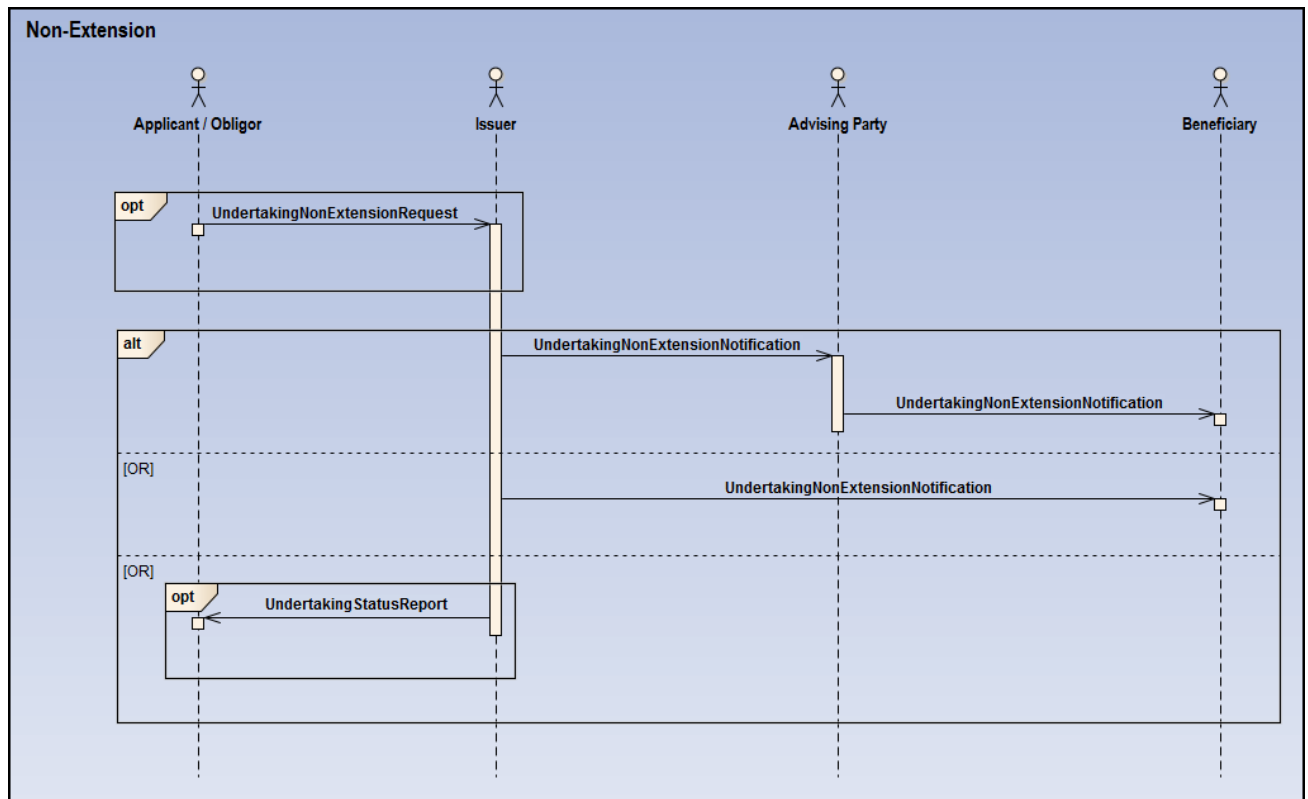 Non-Extension
Applicant / Obligor
Issuer
Advising Party
Beneficiary
opt
UndertakingNonExtensionRequest
alt
UndertakingNonExtensionNotification
UndertakingNonExtensionNotification
[OR]
UndertakingNonExtensionNotification
[OR]
opt
UndertakingStatusReport